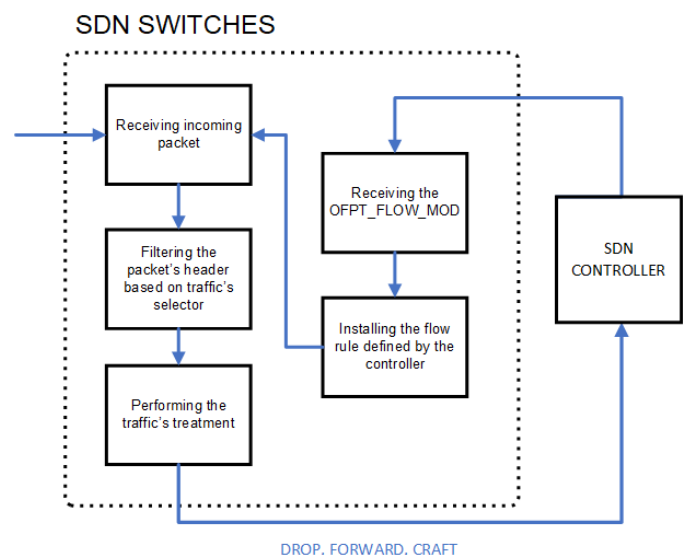 SDN SWITCHES
Receiving incoming
packet
Filtering the
packet's header
based on traffic's
selector
Performing the
traffic's treatment
Receiving the
OFPT_FLOW_MOD
Installing the flow
rule defined by the
controller
SDN
CONTROLLER
DROP, FORWARD, CRAFT